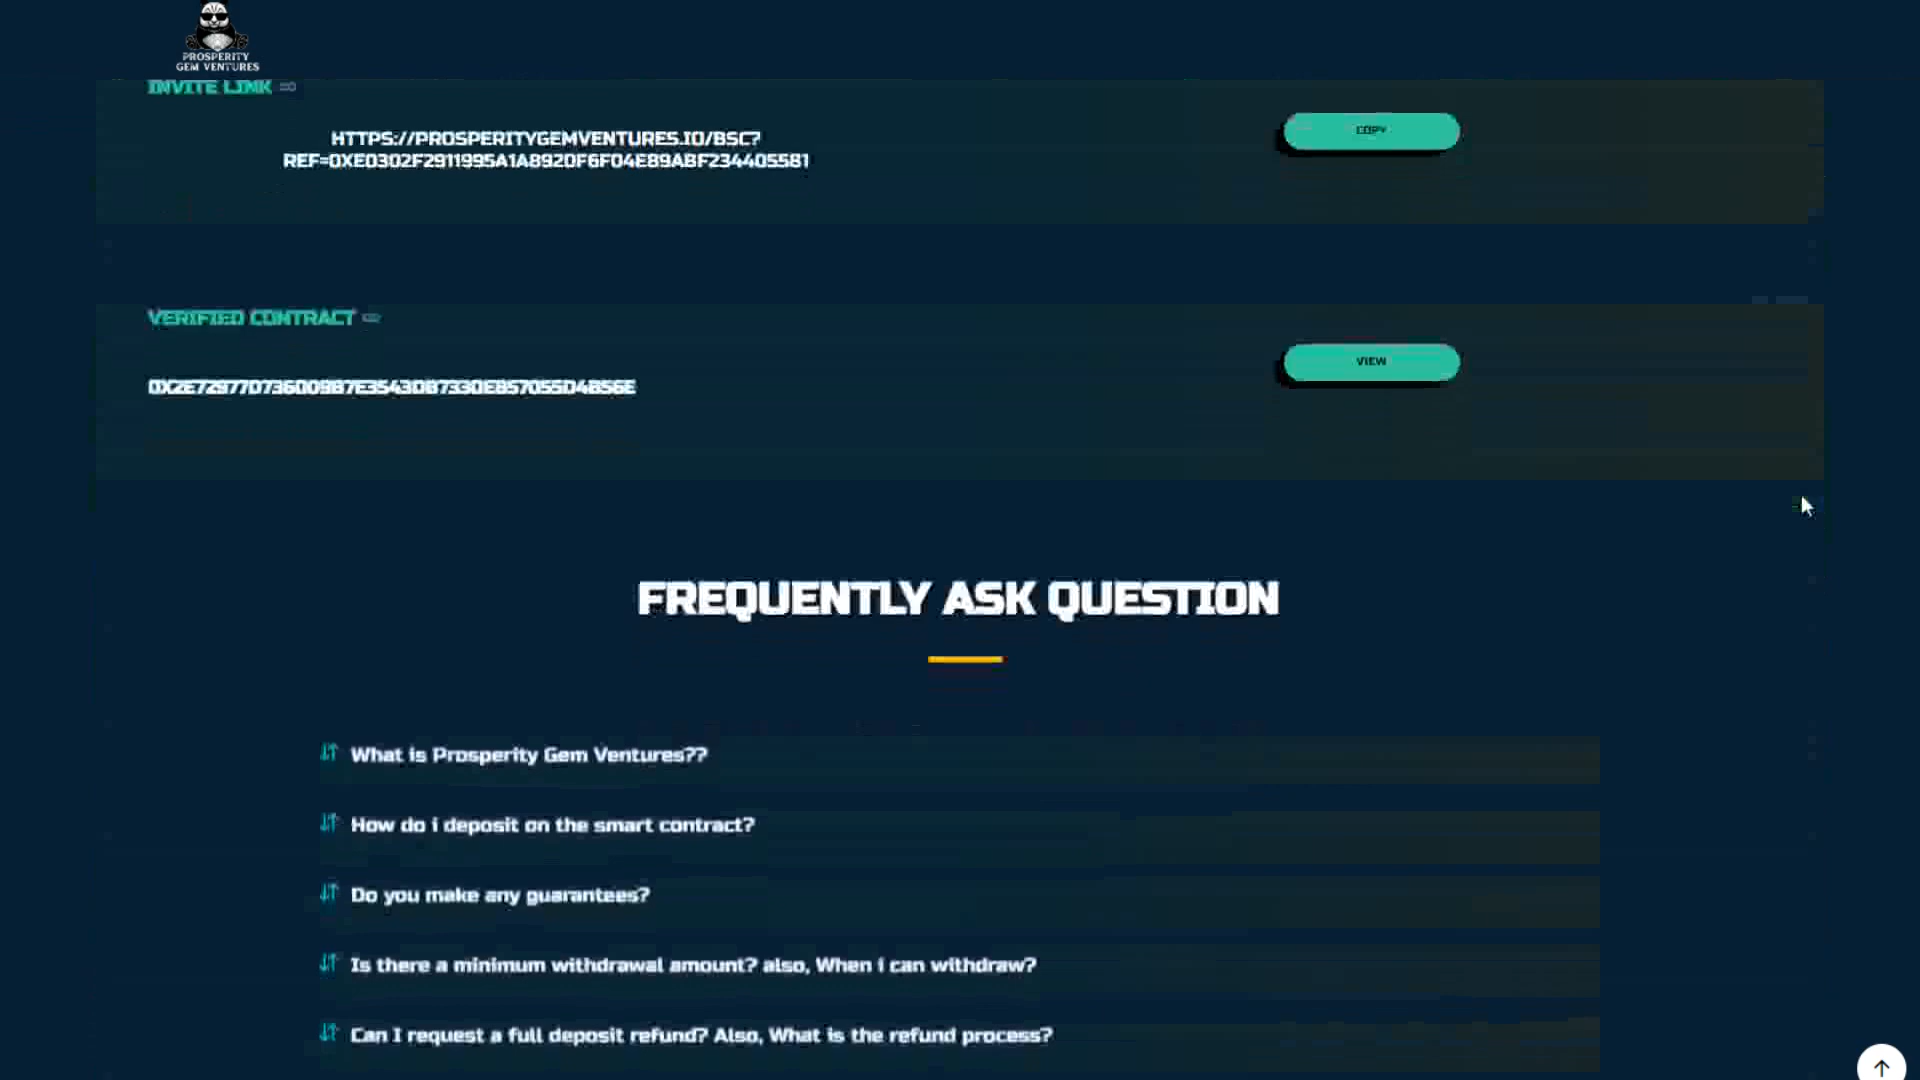 PROSPERITY
GEM VENTURES
INVITE LINK
HTTPS://PROSPERITYGEMVENTURES.IO/BSC?
REF=0XE0302F2911995A1A8920F6F04E89ABF234405581
COPY
VERIFIED CONTRACT
VIEW
FREQUENTLY ASK QUESTION
What is Prosperity Gem Ventures??
How do i deposit on the smart contract?
Do you make any guarantees?
Is there a minimum withdrawal amount? also, When i can withdraw?
Can I request a full deposit refund? Also, What is the refund process?